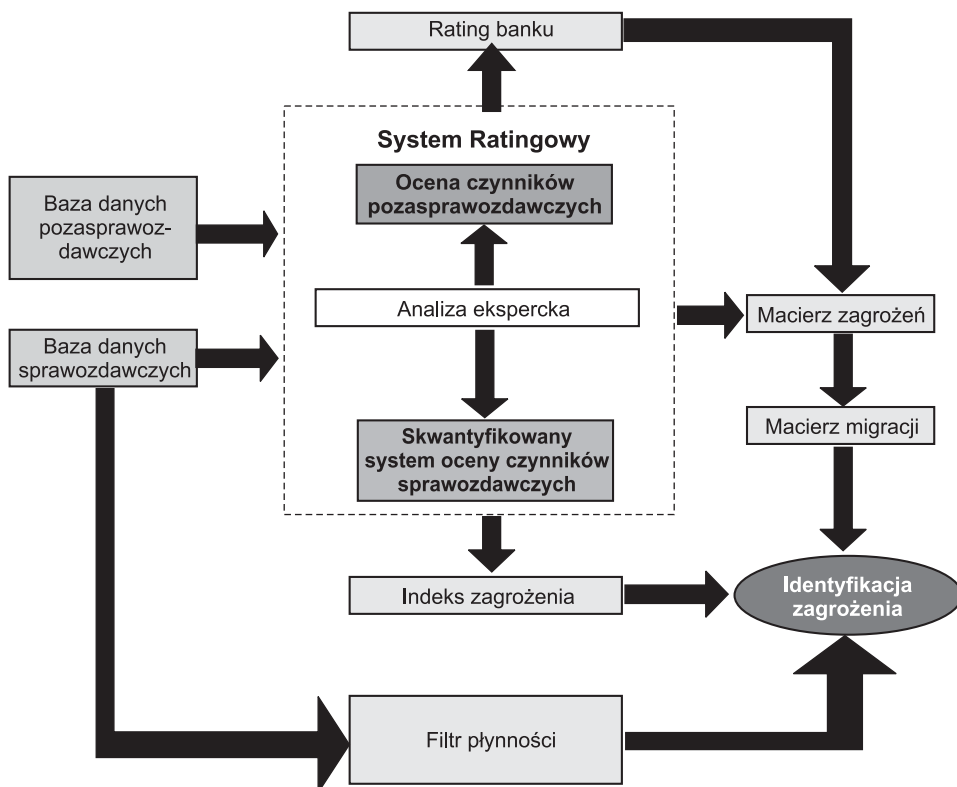 Rating banku
System Ratingowy
Ocena czynników
pozasprawozdawczych
Baza danych
pozasprawoz-
dawczych
Analiza ekspercka
Macierz zagrożeń
Baza danych
sprawozdawczych
Macierz migracji
Skwantyfikowany
system oceny czynników
sprawozdawczych
Indeks zagrożenia
Identyfikacja
zagrożenia
Filtr płynności